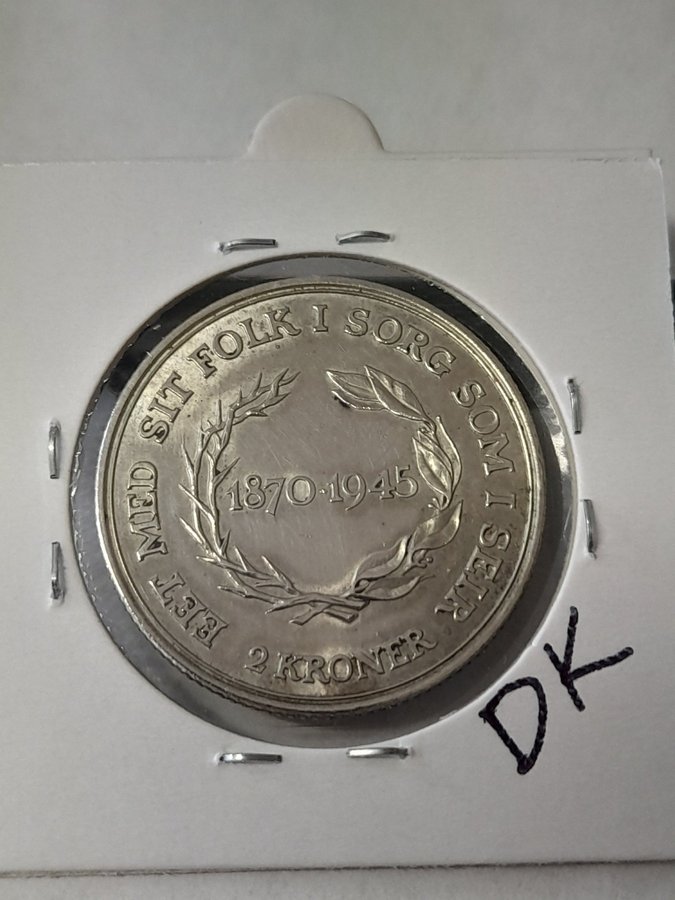 EET MED SIT FOLK I SORG SOM I SEIR
1870·1945
2 KRONER
DK